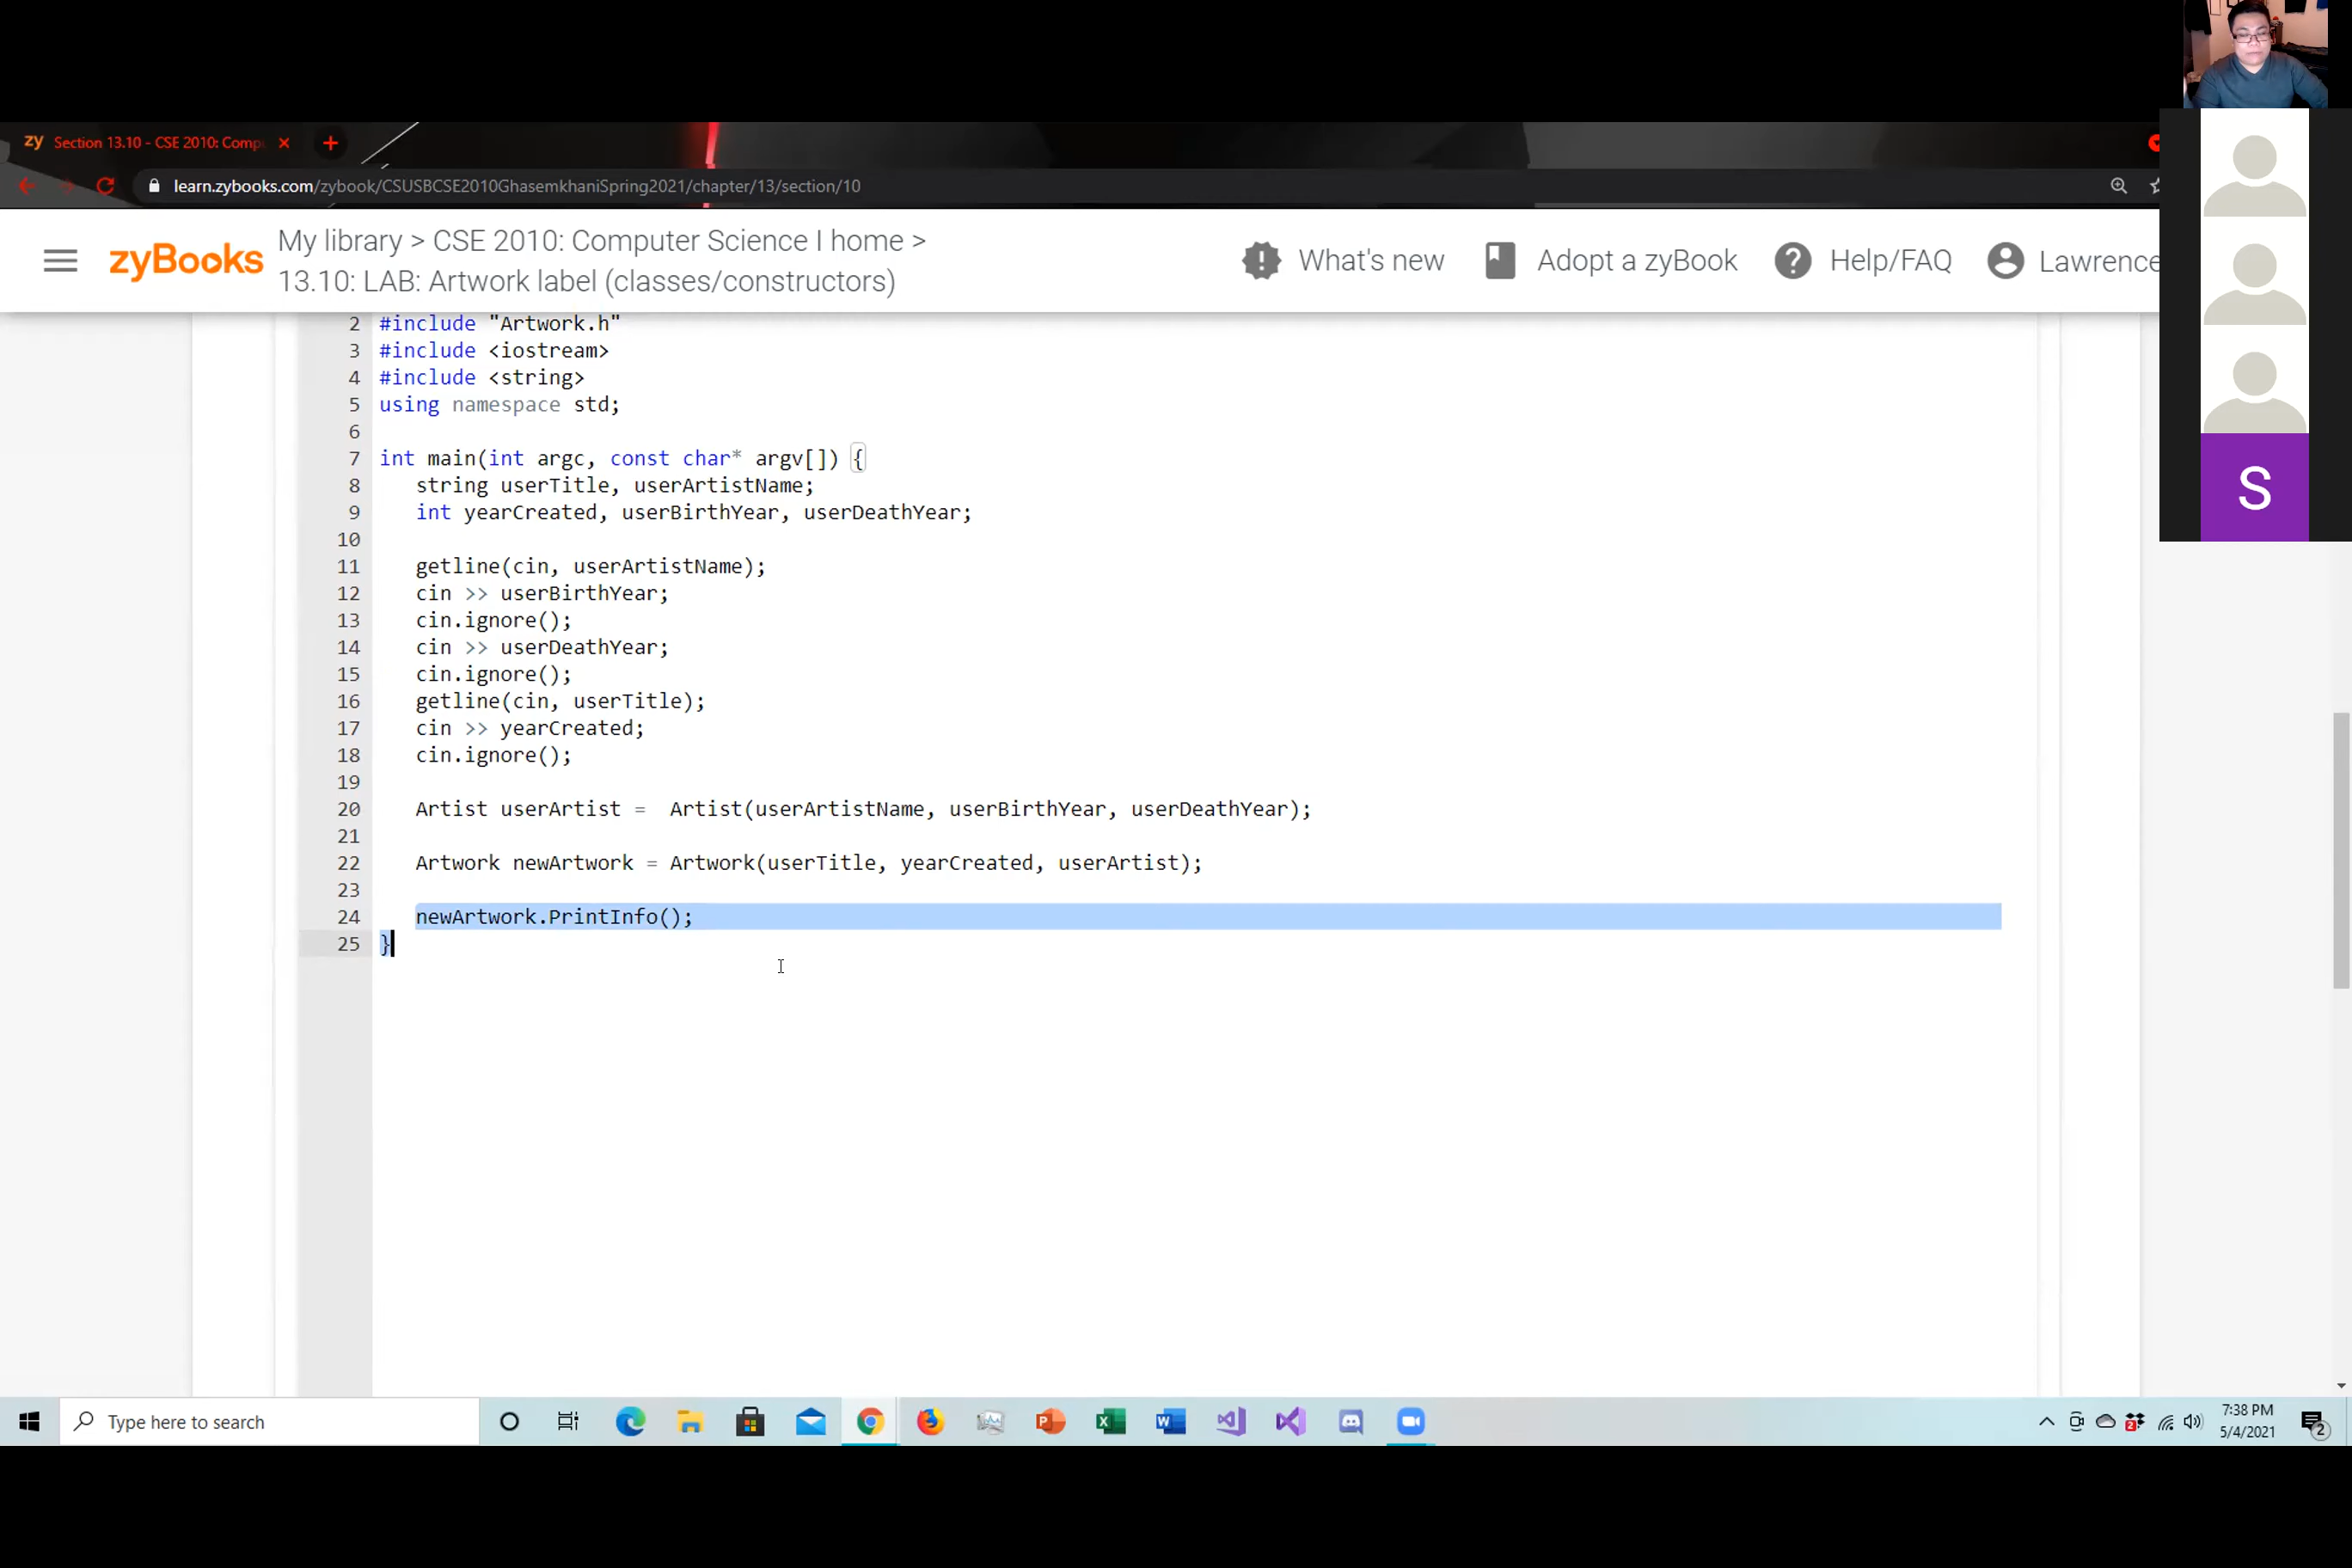 zy Section 13.10 - CSE 2010: Comp
learn.zybooks.com/zybook/CSUSBCSE2010GhasemkhaniSpring2021/chapter/13/section/10
zyBooks
My library > CSE 2010: Computer Science I home >
13.10: LAB: Artwork label (classes/constructors)
What's new
Adopt a zyBook
Help/FAQ
Lawrence
2 #include "Artwork.h"
3 #include <iostream>
4 #include <string>
5 using namespace std;
6
7 int main(int argc, const char* argv[]) {
8 string userTitle, userArtistName;
9 int yearCreated, userBirthYear, userDeathYear;
10
11 getline(cin, userArtistName);
12 cin >> userBirthYear;
13 cin.ignore();
14 cin >> userDeathYear;
15 cin.ignore();
16 getline(cin, userTitle);
17 cin >> yearCreated;
18 cin.ignore();
19
20 Artist userArtist =  Artist(userArtistName, userBirthYear, userDeathYear);
21
22 Artwork newArtwork = Artwork(userTitle, yearCreated, userArtist);
23
24 newArtwork.PrintInfo();
25 }
S
Type here to search
7:38 PM
5/4/2021
2